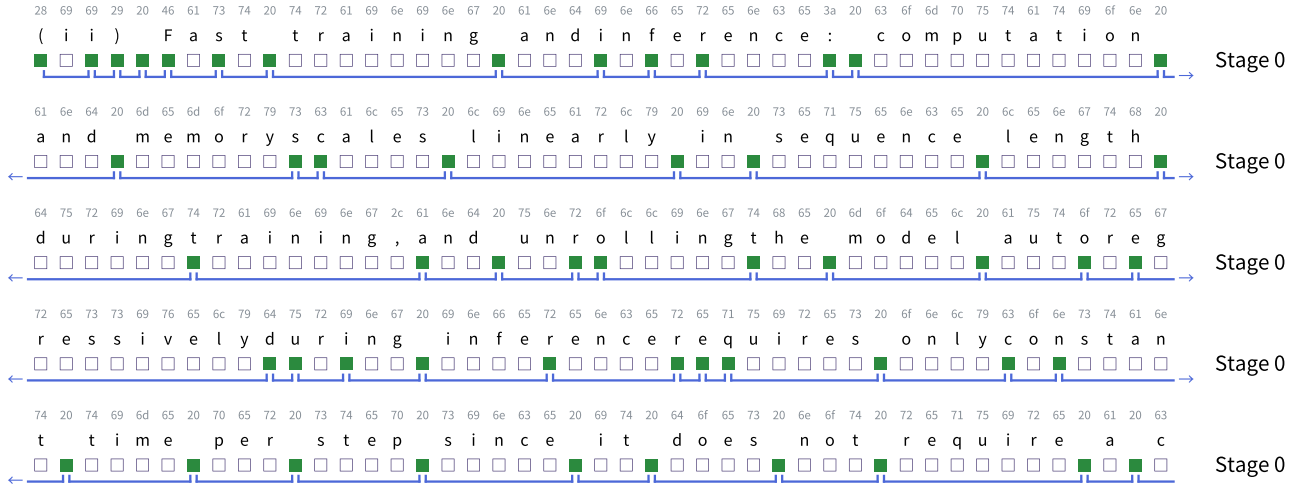 28 69 69 29 20 46 61 73 74 20 74 72 61 69 6e 69 6e 67 20 61 6e 64 69 6e 66 65 72 65 6e 63 65 3a 20 63 6f 6d 70 75 74 61 74 69 6f 6e 20
(ii) Fast training andinference: computation
Stage 0
61 6e 64 20 6d 65 6d 6f 72 79 73 63 61 6c 65 73 20 6c 69 6e 65 61 72 6c 79 20 69 6e 20 73 65 71 75 65 6e 63 65 20 6c 65 6e 67 74 68 20
and memoryscales linearly in sequence length
Stage 0
64 75 72 69 6e 67 74 72 61 69 6e 69 6e 67 2c 61 6e 64 20 75 6e 72 6f 6c 6c 69 6e 67 74 68 65 20 6d 6f 64 65 6c 20 61 75 74 6f 72 65 67
duringtraining,and unrollingthe model autoreg
Stage 0
72 65 73 73 69 76 65 6c 79 64 75 72 69 6e 67 20 69 6e 66 65 72 65 6e 63 65 72 65 71 75 69 72 65 73 20 6f 6e 6c 79 63 6f 6e 73 74 61 6e
ressivelyduring inferencerequires onlyconstan
Stage 0
74 20 74 69 6d 65 20 70 65 72 20 73 74 65 70 20 73 69 6e 63 65 20 69 74 20 64 6f 65 73 20 6e 6f 74 20 72 65 71 75 69 72 65 20 61 20 63
t time per step since it does not require a c
Stage 0